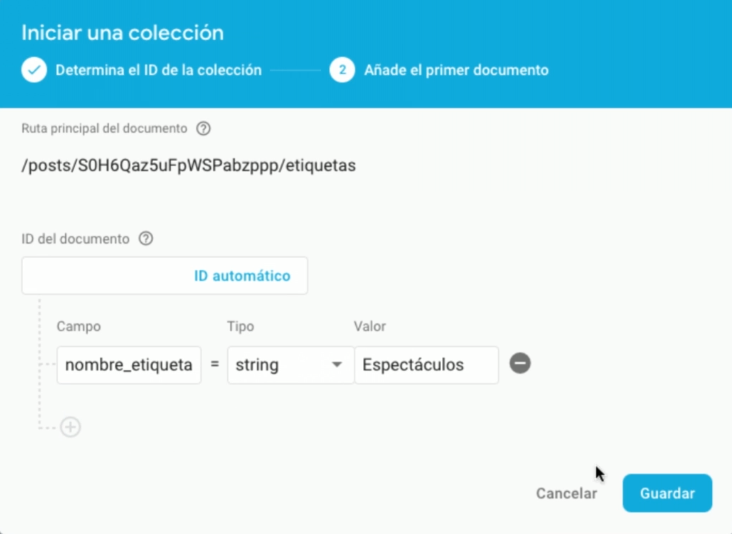 Iniciar una colección
Determina el ID de la colección
2 Añade el primer documento
Ruta principal del documento ?
/posts/S0H6Qaz5uFpWSPabzppp/etiquetas
ID del documento ?
ID automático
Campo Tipo Valor
nombre_etiqueta = string Espectáculos
Cancelar Guardar